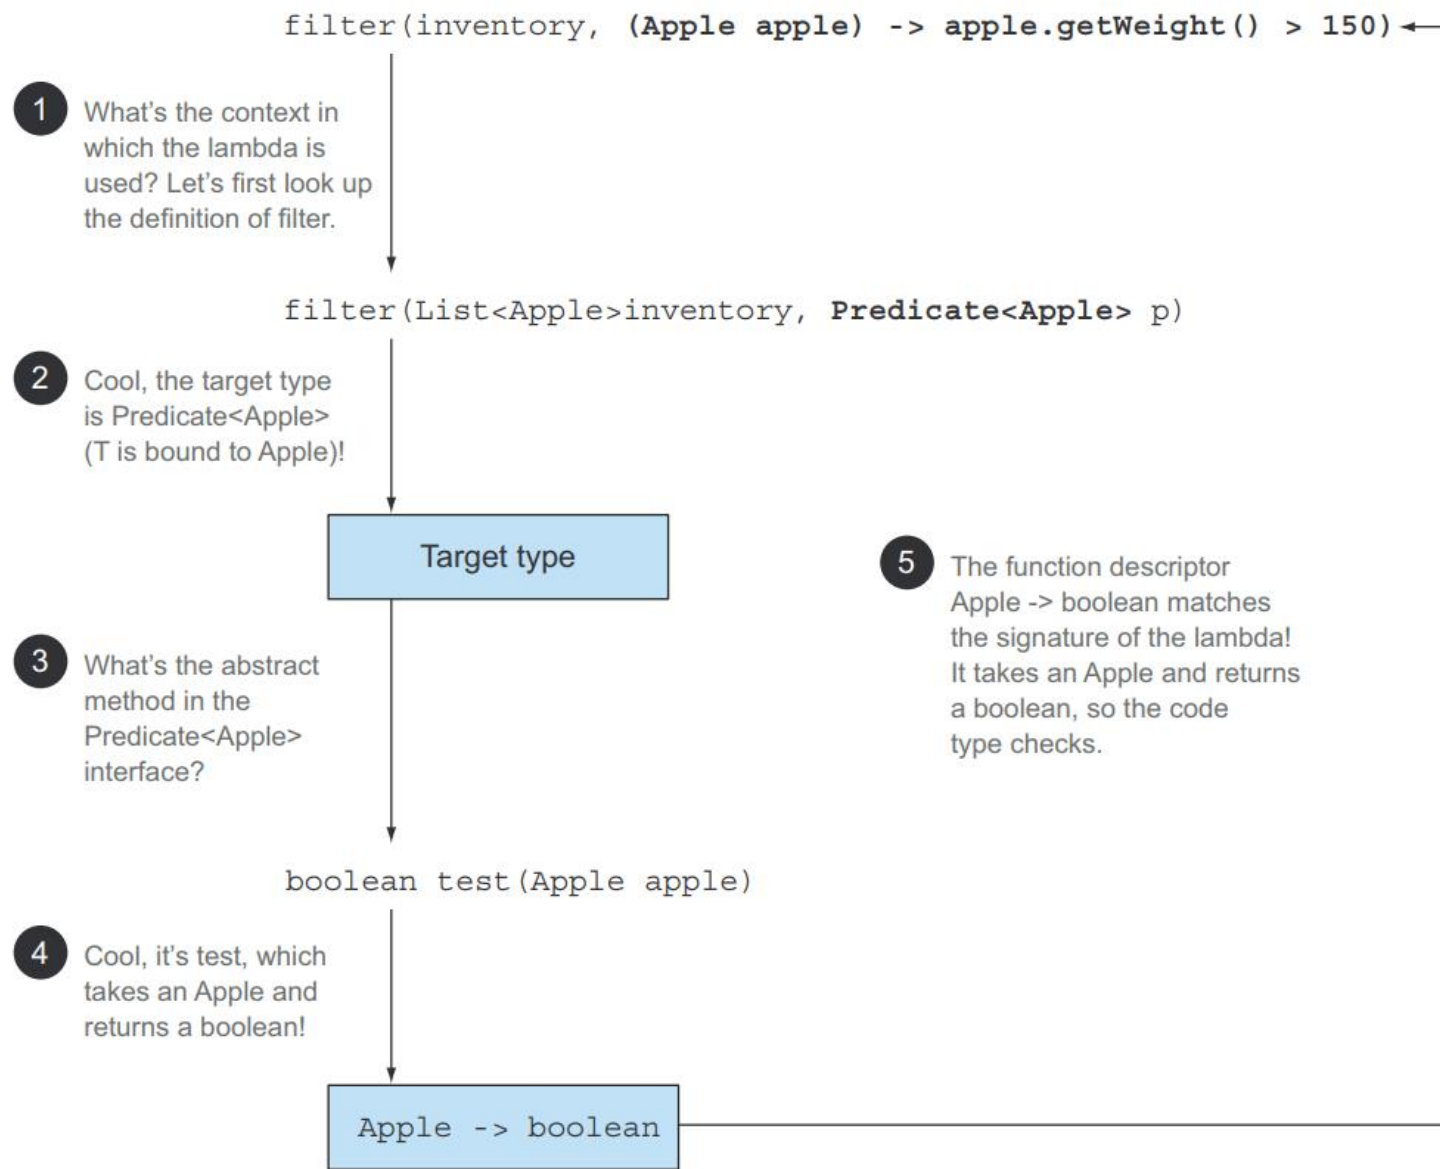 filter(inventory, (Apple apple) -> apple.getWeight() > 150)
1
What's the context in
which the lambda is
used? Let's first look up
the definition of filter.
filter(List<Apple>inventory, Predicate<Apple> p)
2
Cool, the target type
is Predicate<Apple>
(T is bound to Apple)!
Target type
3
What's the abstract
method in the
Predicate<Apple>
interface?
5
The function descriptor
Apple -> boolean matches
the signature of the lambda!
It takes an Apple and returns
a boolean, so the code
type checks.
boolean test(Apple apple)
4
Cool, it's test, which
takes an Apple and
returns a boolean!
Apple -> boolean